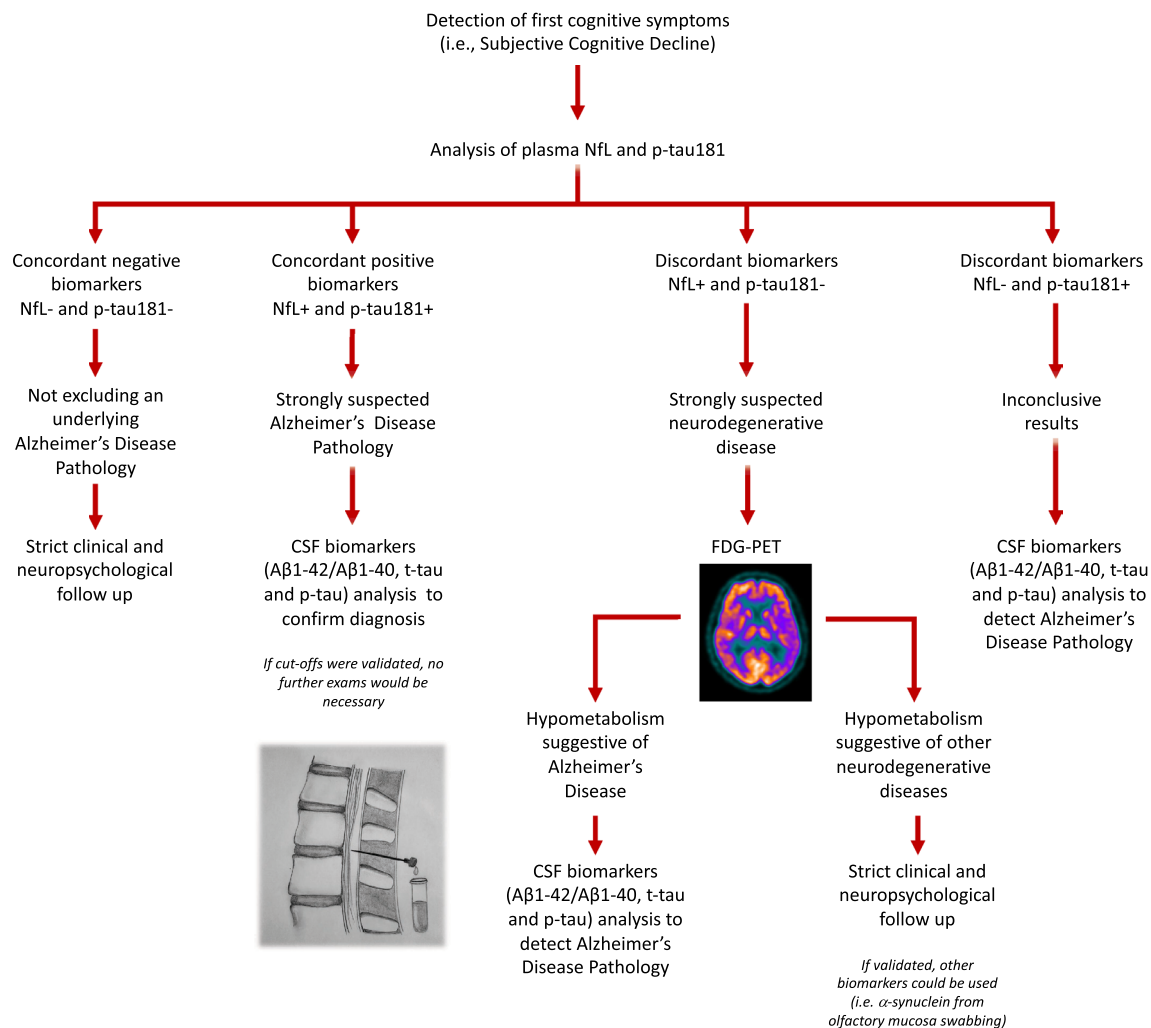 Detection of first cognitive symptoms
(i.e., Subjective Cognitive Decline)
Analysis of plasma NfL and p-tau181
Concordant negative
biomarkers
NfL- and p-tau181-
Not excluding an
underlying
Alzheimer’s Disease
Pathology
Strict clinical and
neuropsychological
follow up
Concordant positive
biomarkers
NfL+ and p-tau181+
Strongly suspected
Alzheimer’s Disease
Pathology
CSF biomarkers
(Aβ1-42/Aβ1-40, t-tau
and p-tau) analysis to
confirm diagnosis
If cut-offs were validated, no
further exams would be
necessary
Discordant biomarkers
NfL+ and p-tau181-
Strongly suspected
neurodegenerative
disease
FDG-PET
Hypometabolism
suggestive of
Alzheimer’s
Disease
CSF biomarkers
(Aβ1-42/Aβ1-40, t-tau
and p-tau) analysis to
detect Alzheimer’s
Disease Pathology
Hypometabolism
suggestive of other
neurodegenerative
diseases
Strict clinical and
neuropsychological
follow up
If validated, other
biomarkers could be used
(i.e. α-synuclein from
olfactory mucosa swabbing)
Discordant biomarkers
NfL- and p-tau181+
Inconclusive
results
CSF biomarkers
(Aβ1-42/Aβ1-40, t-tau
and p-tau) analysis to
detect Alzheimer’s
Disease Pathology